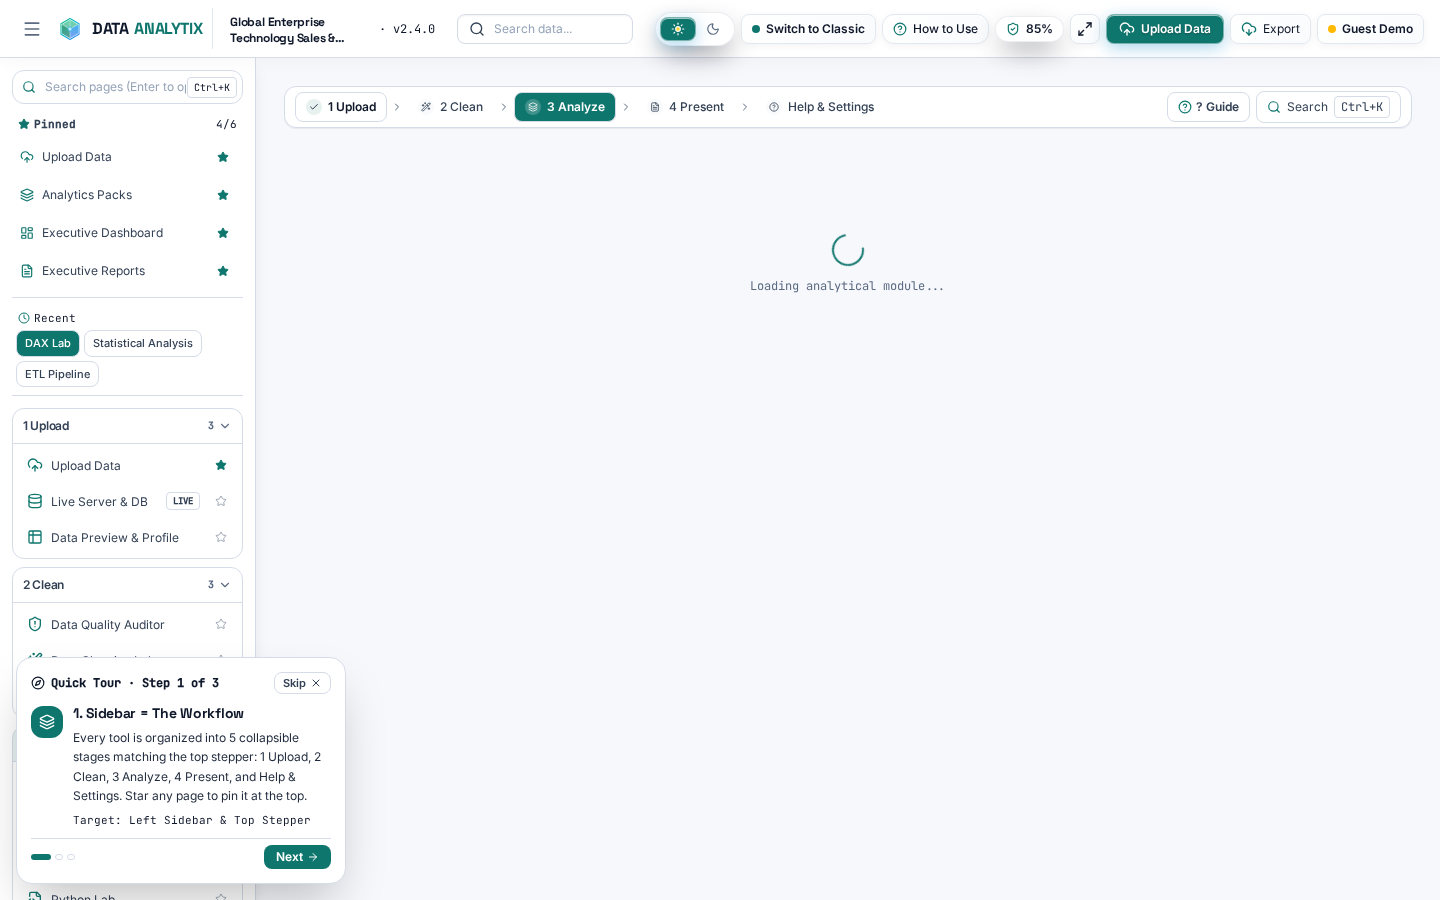 DATA ANALYTIX
Global Enterprise
Technology Sales &...
· v2.4.0
Search data...
Switch to Classic
How to Use
85%
Upload Data
Export
Guest Demo
Search pages (Enter to op
Ctrl+K
Pinned
4/6
Upload Data
Analytics Packs
Executive Dashboard
Executive Reports
Recent
DAX Lab
Statistical Analysis
ETL Pipeline
1 Upload
3
Upload Data
Live Server & DB
LIVE
Data Preview & Profile
2 Clean
3
Data Quality Auditor
1 Upload
2 Clean
3 Analyze
4 Present
Help & Settings
? Guide
Search
Ctrl+K
Loading analytical module...
Quick Tour · Step 1 of 3
Skip
1. Sidebar = The Workflow
Every tool is organized into 5 collapsible
stages matching the top stepper: 1 Upload, 2
Clean, 3 Analyze, 4 Present, and Help &
Settings. Star any page to pin it at the top.
Target: Left Sidebar & Top Stepper
Next
Python Lab